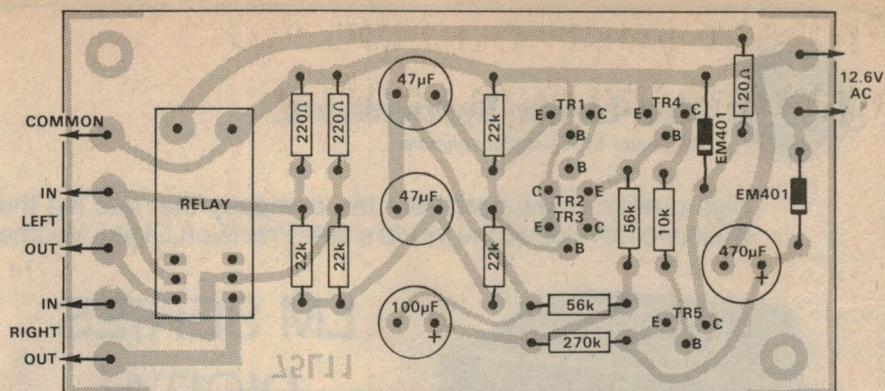 COMMON
IN
LEFT
OUT
IN
RIGHT
OUT
RELAY
220Ω
220Ω
22k
22k
47µF
47µF
100µF
+
22k
22k
TR1
E
C
B
B
C
E
TR2
TR3
E
C
B
TR4
E
C
B
56k
10k
EM401
120Ω
12.6V
AC
EM401
470µF
+
56k
270k
TR5
E
C
B
75L11